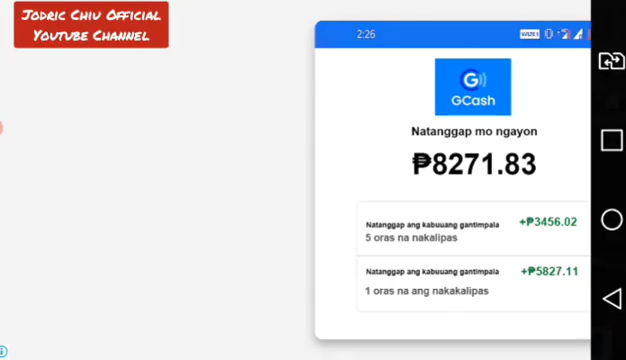 Jodric Chiu Official
Youtube Channel
2:26
GCash
Natanggap mo ngayon
₱8271.83
Natanggap ang kabuuang gantimpala
+₱3456.02
5 oras na nakalipas
Natanggap ang kabuuang gantimpala
+₱5827.11
1 oras na ang nakakalipas